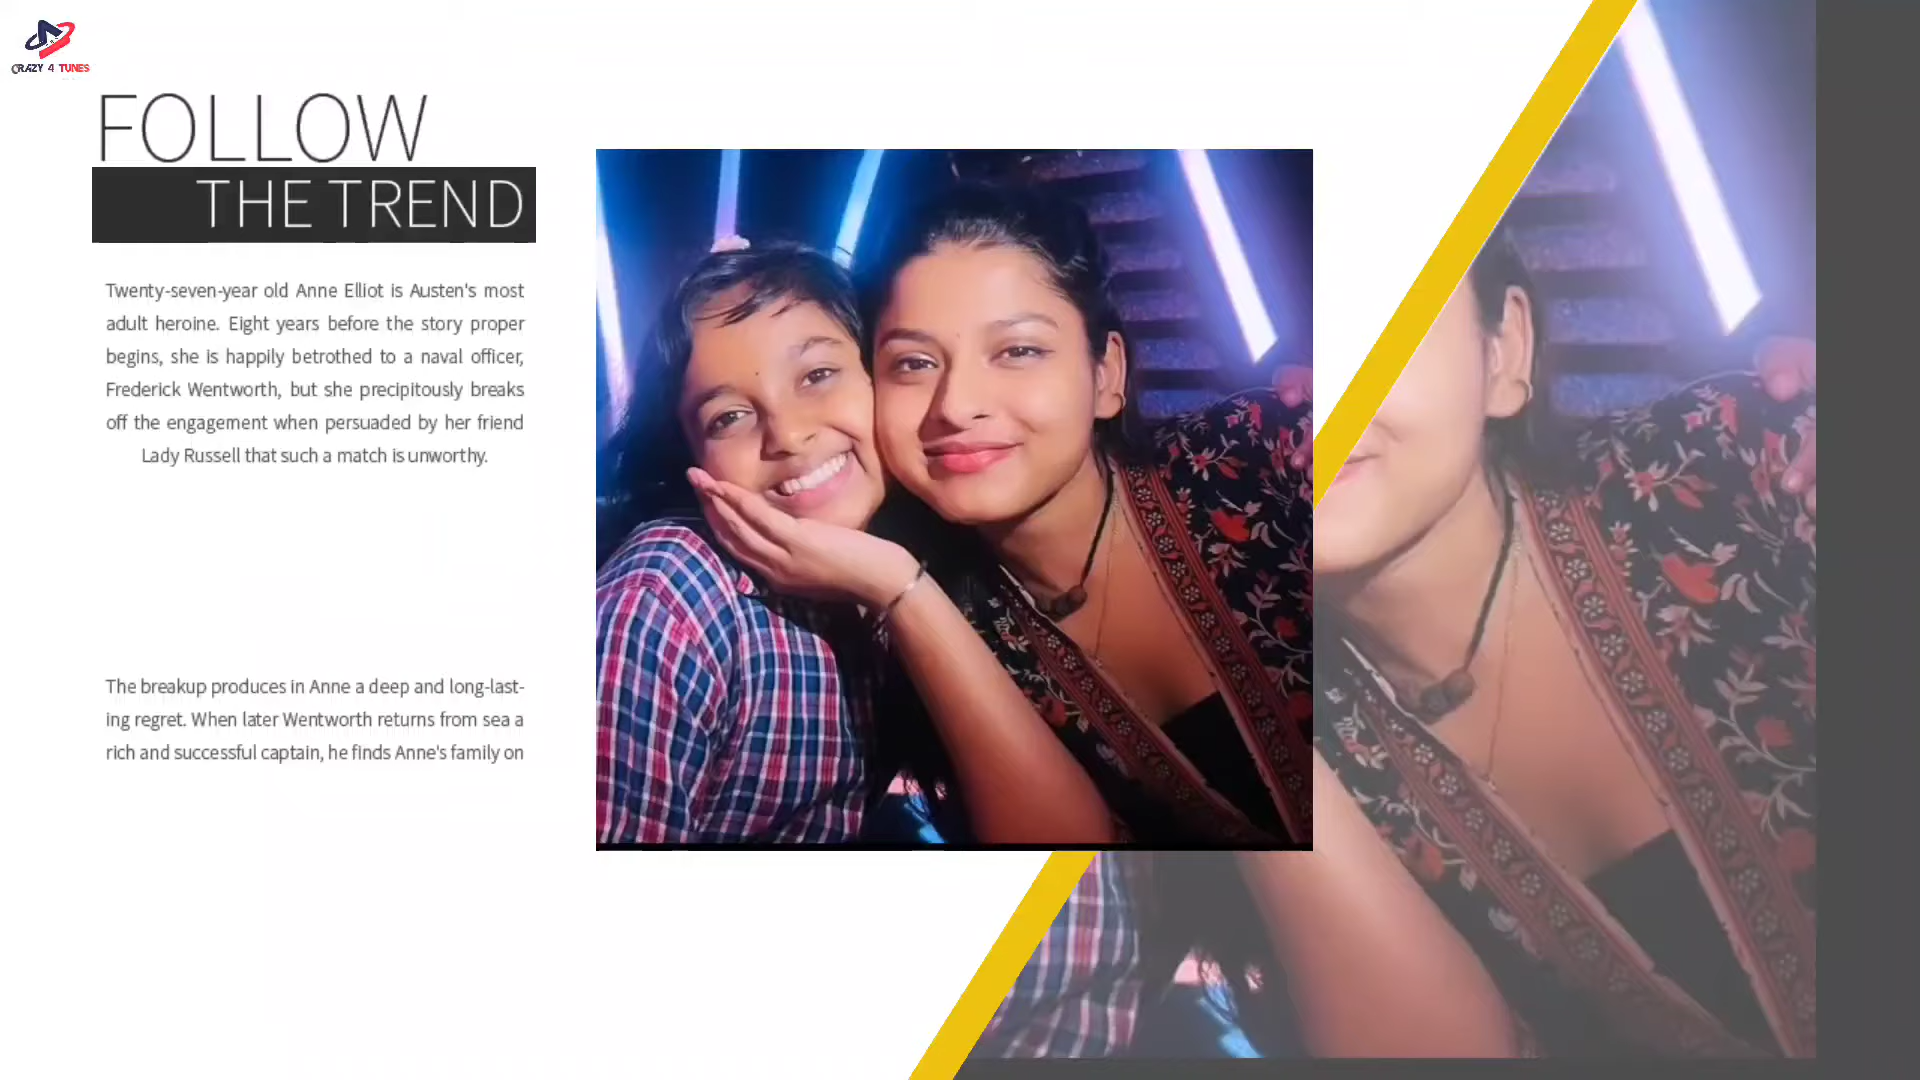 CRAZY 4 TUNES
FOLLOW
THE TREND
Twenty-seven-year old Anne Elliot is Austen's most
adult heroine. Eight years before the story proper
begins, she is happily betrothed to a naval officer,
Frederick Wentworth, but she precipitously breaks
off the engagement when persuaded by her friend
Lady Russell that such a match is unworthy.
The breakup produces in Anne a deep and long-last-
ing regret. When later Wentworth returns from sea a
rich and successful captain, he finds Anne's family on